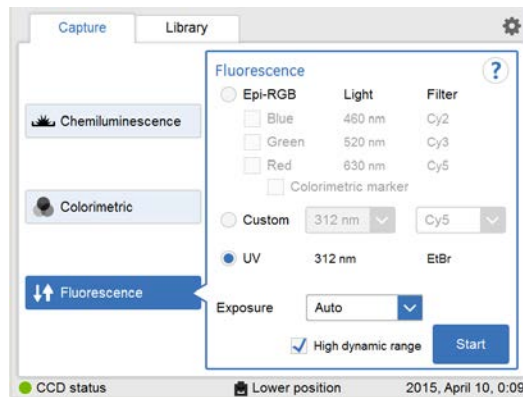 Capture
Library
Fluorescence
?
Epi-RGB Light Filter
Blue 460 nm Cy2
Green 520 nm Cy3
Red 630 nm Cy5
Colorimetric marker
Custom 312 nm Cy5
UV 312 nm EtBr
Exposure Auto
High dynamic range
Start
Chemiluminescence
Colorimetric
Fluorescence
CCD status Lower position 2015, April 10, 0:09